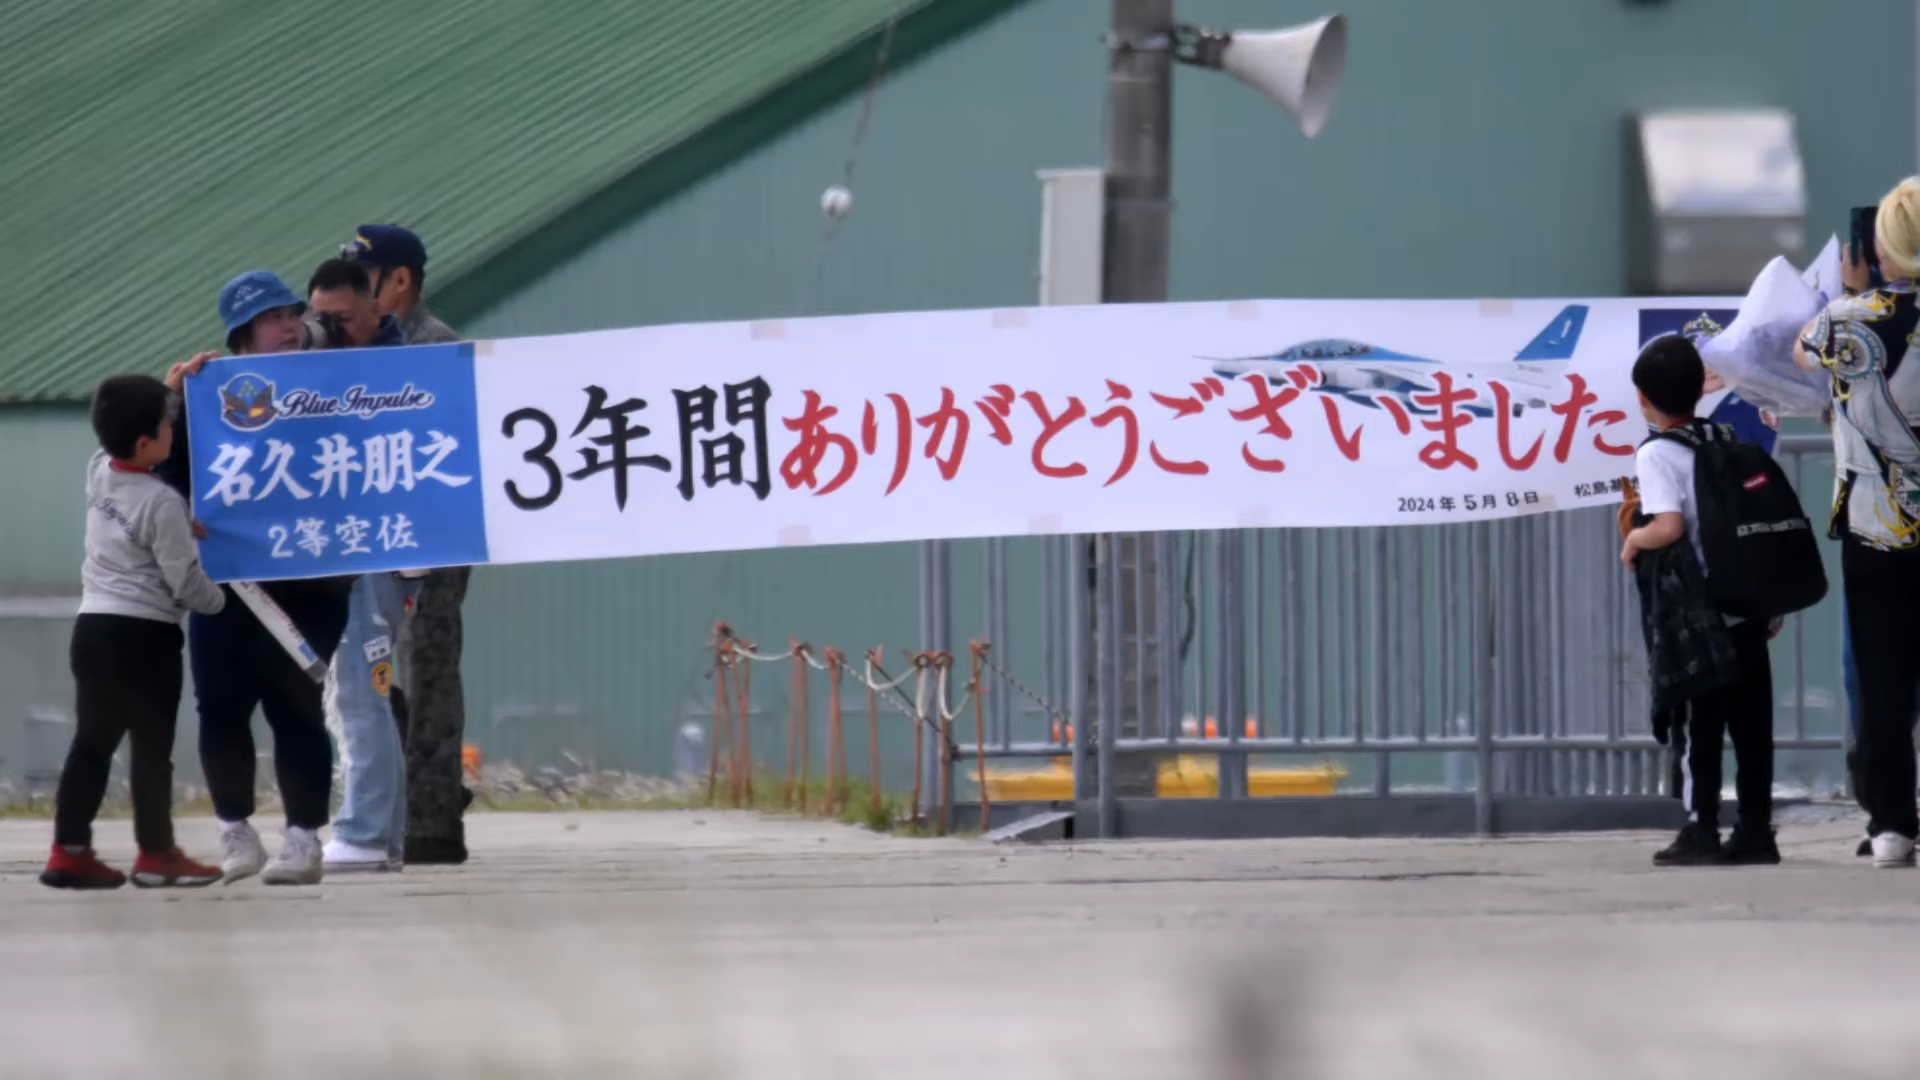 Blue Impulse
名久井朋之
2等空佐
3年間ありがとうございました
2024年 5月 8日 松島基